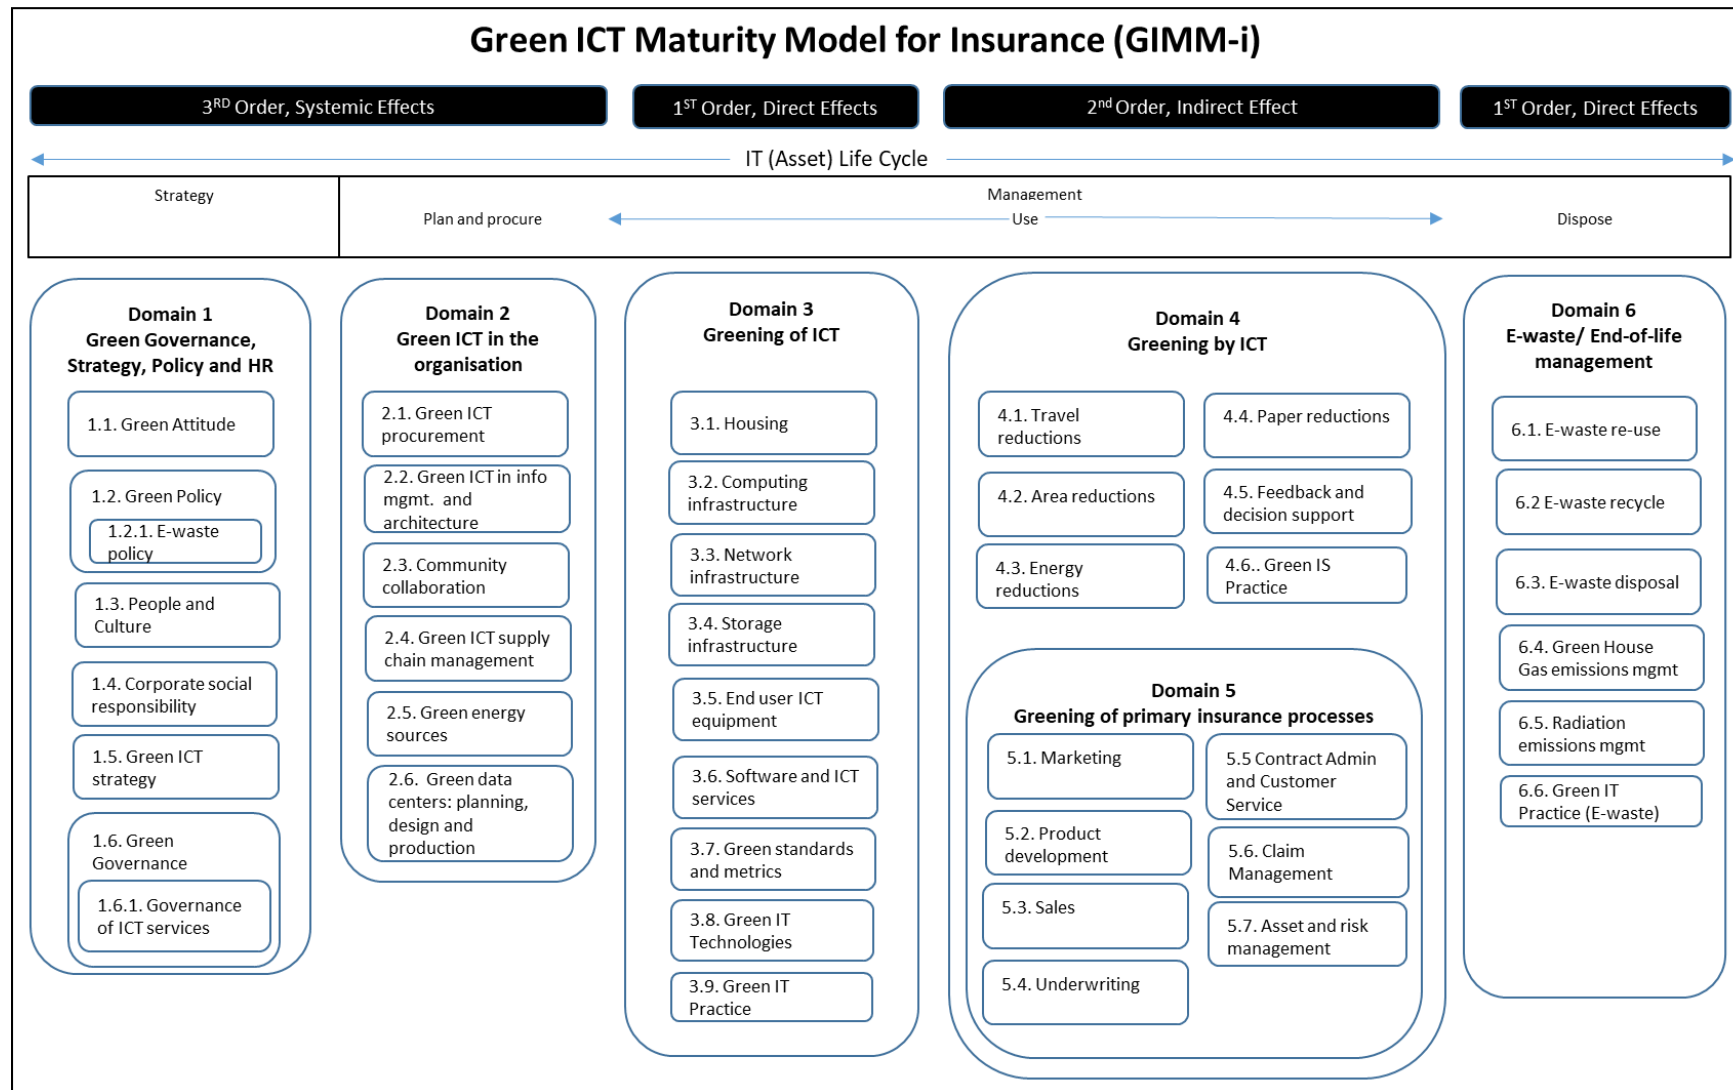 Green ICT Maturity Model for Insurance (GIMM-i)
3RD Order, Systemic Effects
1ST Order, Direct Effects
2nd Order, Indirect Effect
1ST Order, Direct Effects
IT (Asset) Life Cycle
Strategy
Management
Plan and procure
Use
Dispose
Domain 1
Green Governance,
Strategy, Policy and HR
1.1. Green Attitude
1.2. Green Policy
1.2.1. E-waste
policy
1.3. People and
Culture
1.4. Corporate social
responsibility
1.5. Green ICT
strategy
1.6. Green
Governance
1.6.1. Governance
of ICT services
Domain 2
Green ICT in the
organisation
2.1. Green ICT
procurement
2.2. Green ICT in info
mgmt. and
architecture
2.3. Community
collaboration
2.4. Green ICT supply
chain management
2.5. Green energy
sources
2.6. Green data
centers: planning,
design and
production
Domain 3
Greening of ICT
3.1. Housing
3.2. Computing
infrastructure
3.3. Network
infrastructure
3.4. Storage
infrastructure
3.5. End user ICT
equipment
3.6. Software and ICT
services
3.7. Green standards
and metrics
3.8. Green IT
Technologies
3.9. Green IT
Practice
Domain 4
Greening by ICT
4.1. Travel
reductions
4.2. Area reductions
4.3. Energy
reductions
4.4. Paper reductions
4.5. Feedback and
decision support
4.6.. Green IS
Practice
Domain 5
Greening of primary insurance processes
5.1. Marketing
5.2. Product
development
5.3. Sales
5.4. Underwriting
5.5 Contract Admin
and Customer
Service
5.6. Claim
Management
5.7. Asset and risk
management
Domain 6
E-waste/ End-of-life
management
6.1. E-waste re-use
6.2 E-waste recycle
6.3. E-waste disposal
6.4. Green House
Gas emissions mgmt
6.5. Radiation
emissions mgmt
6.6. Green IT
Practice (E-waste)